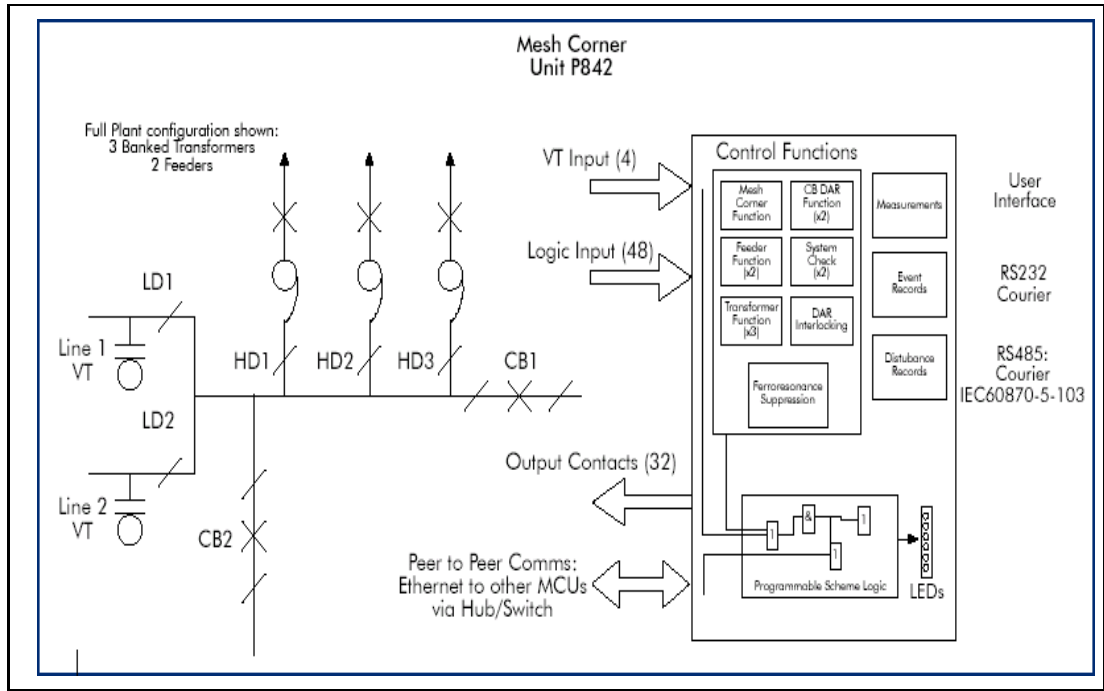 Mesh Corner
Unit P842
Full Plant configuration shown:
3 Banked Transformers
2 Feeders
LD1
Line 1
VT
LD2
Line 2
VT
HD1
HD2
HD3
CB1
CB2
VT Input (4)
Logic Input (48)
Output Contacts (32)
Peer to Peer Comms:
Ethernet to other MCUs
via Hub/Switch
Control Functions
Mesh
Corner
Function
CB DAR
Function
(x2)
Feeder
Function
(x2)
System
Check
(x2)
Transformer
Function
(x3)
DAR
Interlocking
Ferroresonance
Suppression
Measurements
Event
Records
Distubance
Records
1
&
1
1
Programmable Scheme Logic
LEDs
User
Interface
RS232
Courier
RS485:
Courier
IEC60870-5-103